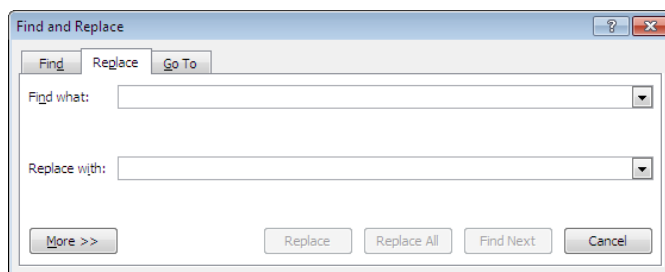 Find and Replace
Find Replace Go To
Find what:
Replace with:
More >> Replace Replace All Find Next Cancel